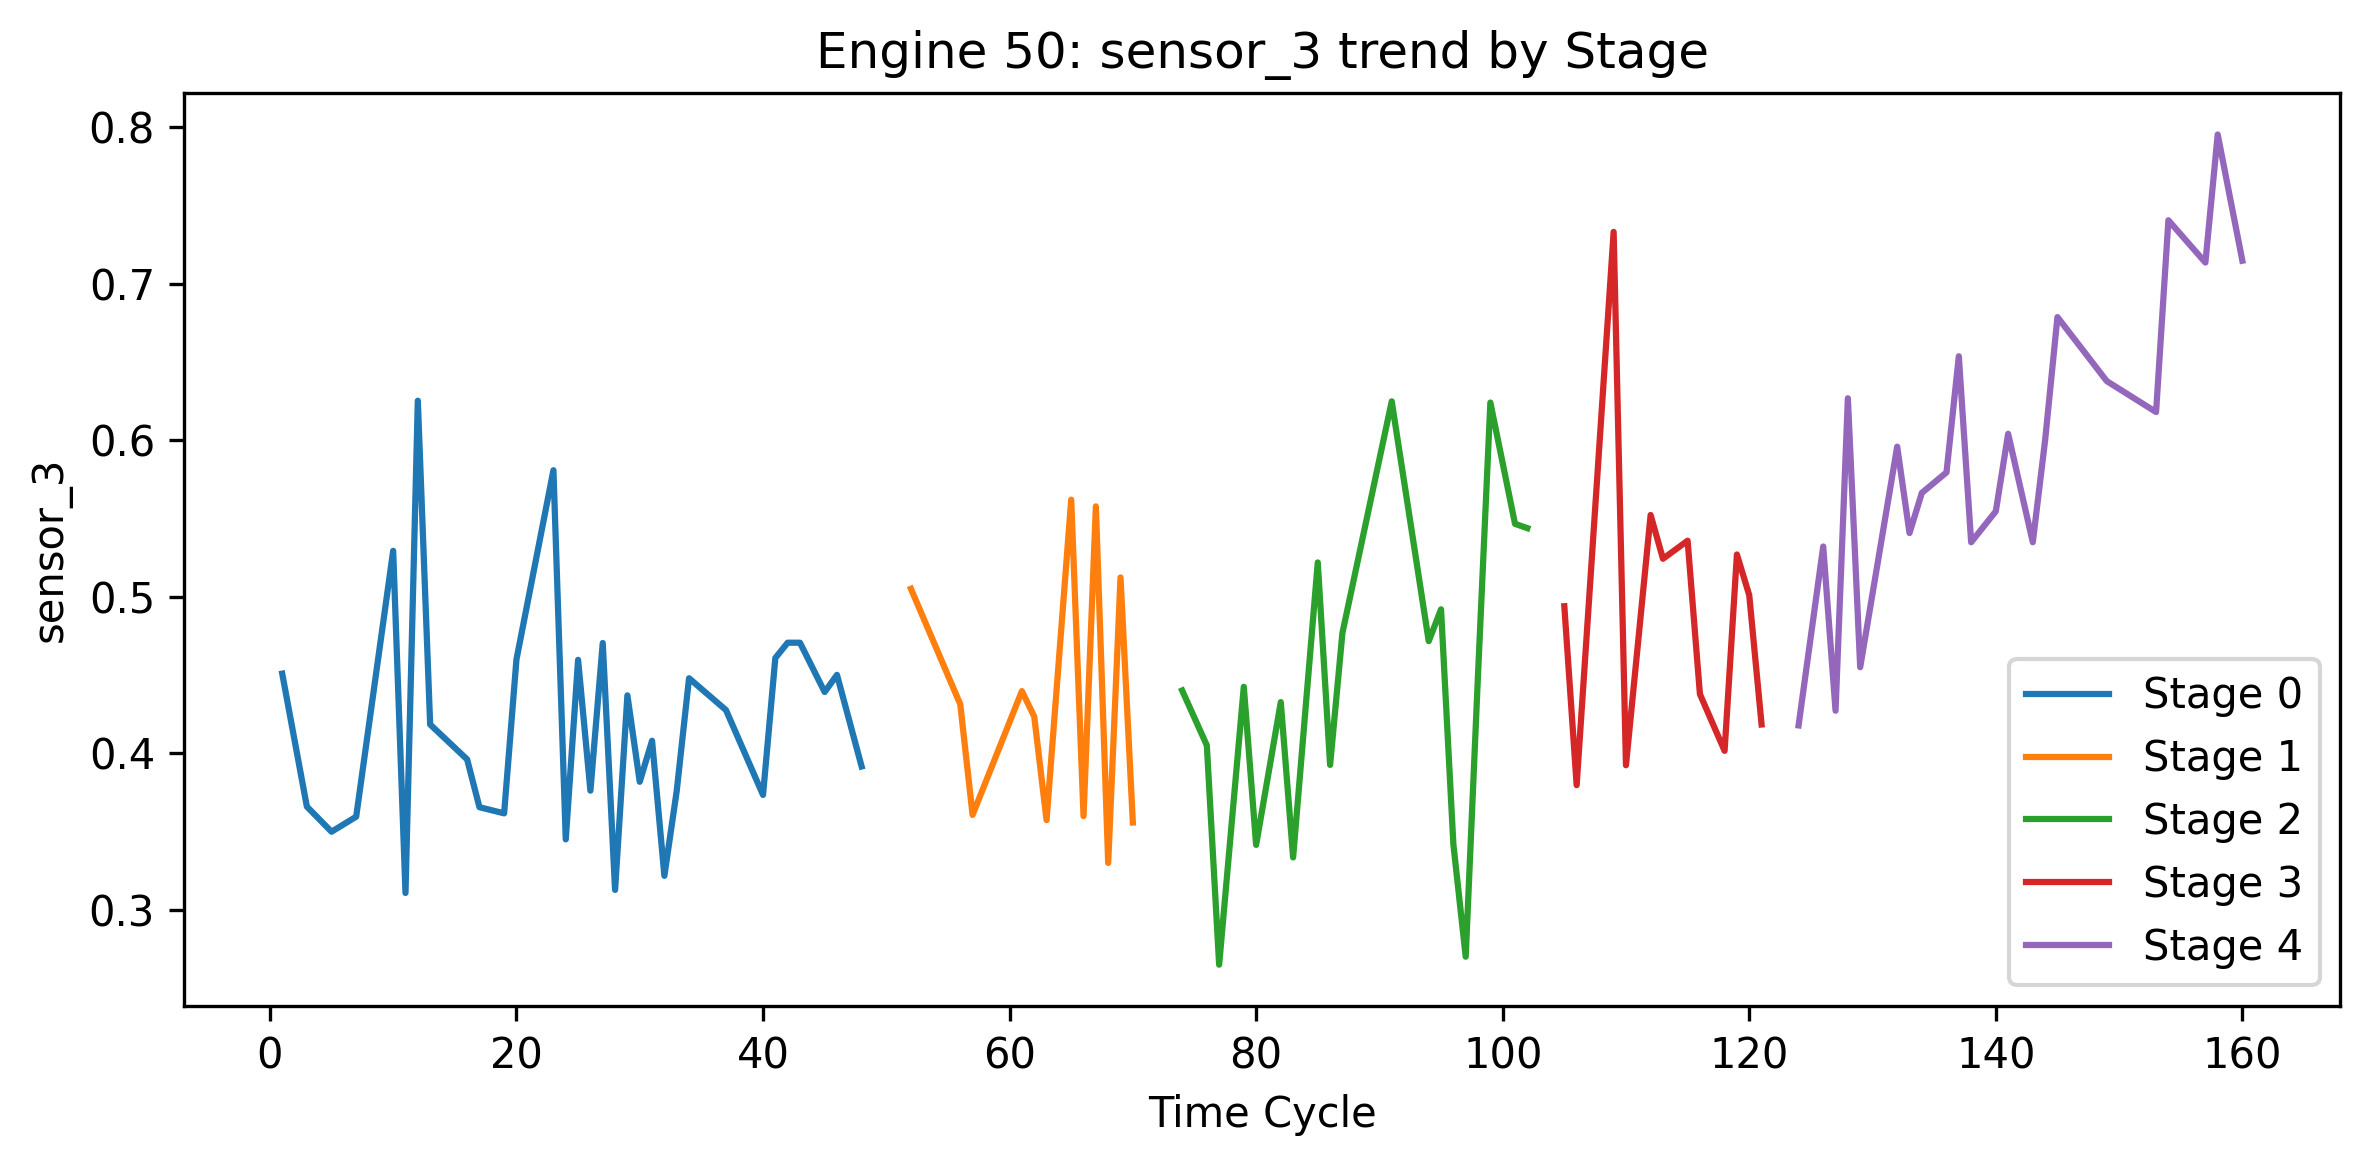 Engine 50: sensor_3 trend by Stage
sensor_3
0.8
0.7
0.6
0.5
0.4
0.3
0 20 40 60 80 100 120 140 160
Time Cycle
Stage 0
Stage 1
Stage 2
Stage 3
Stage 4